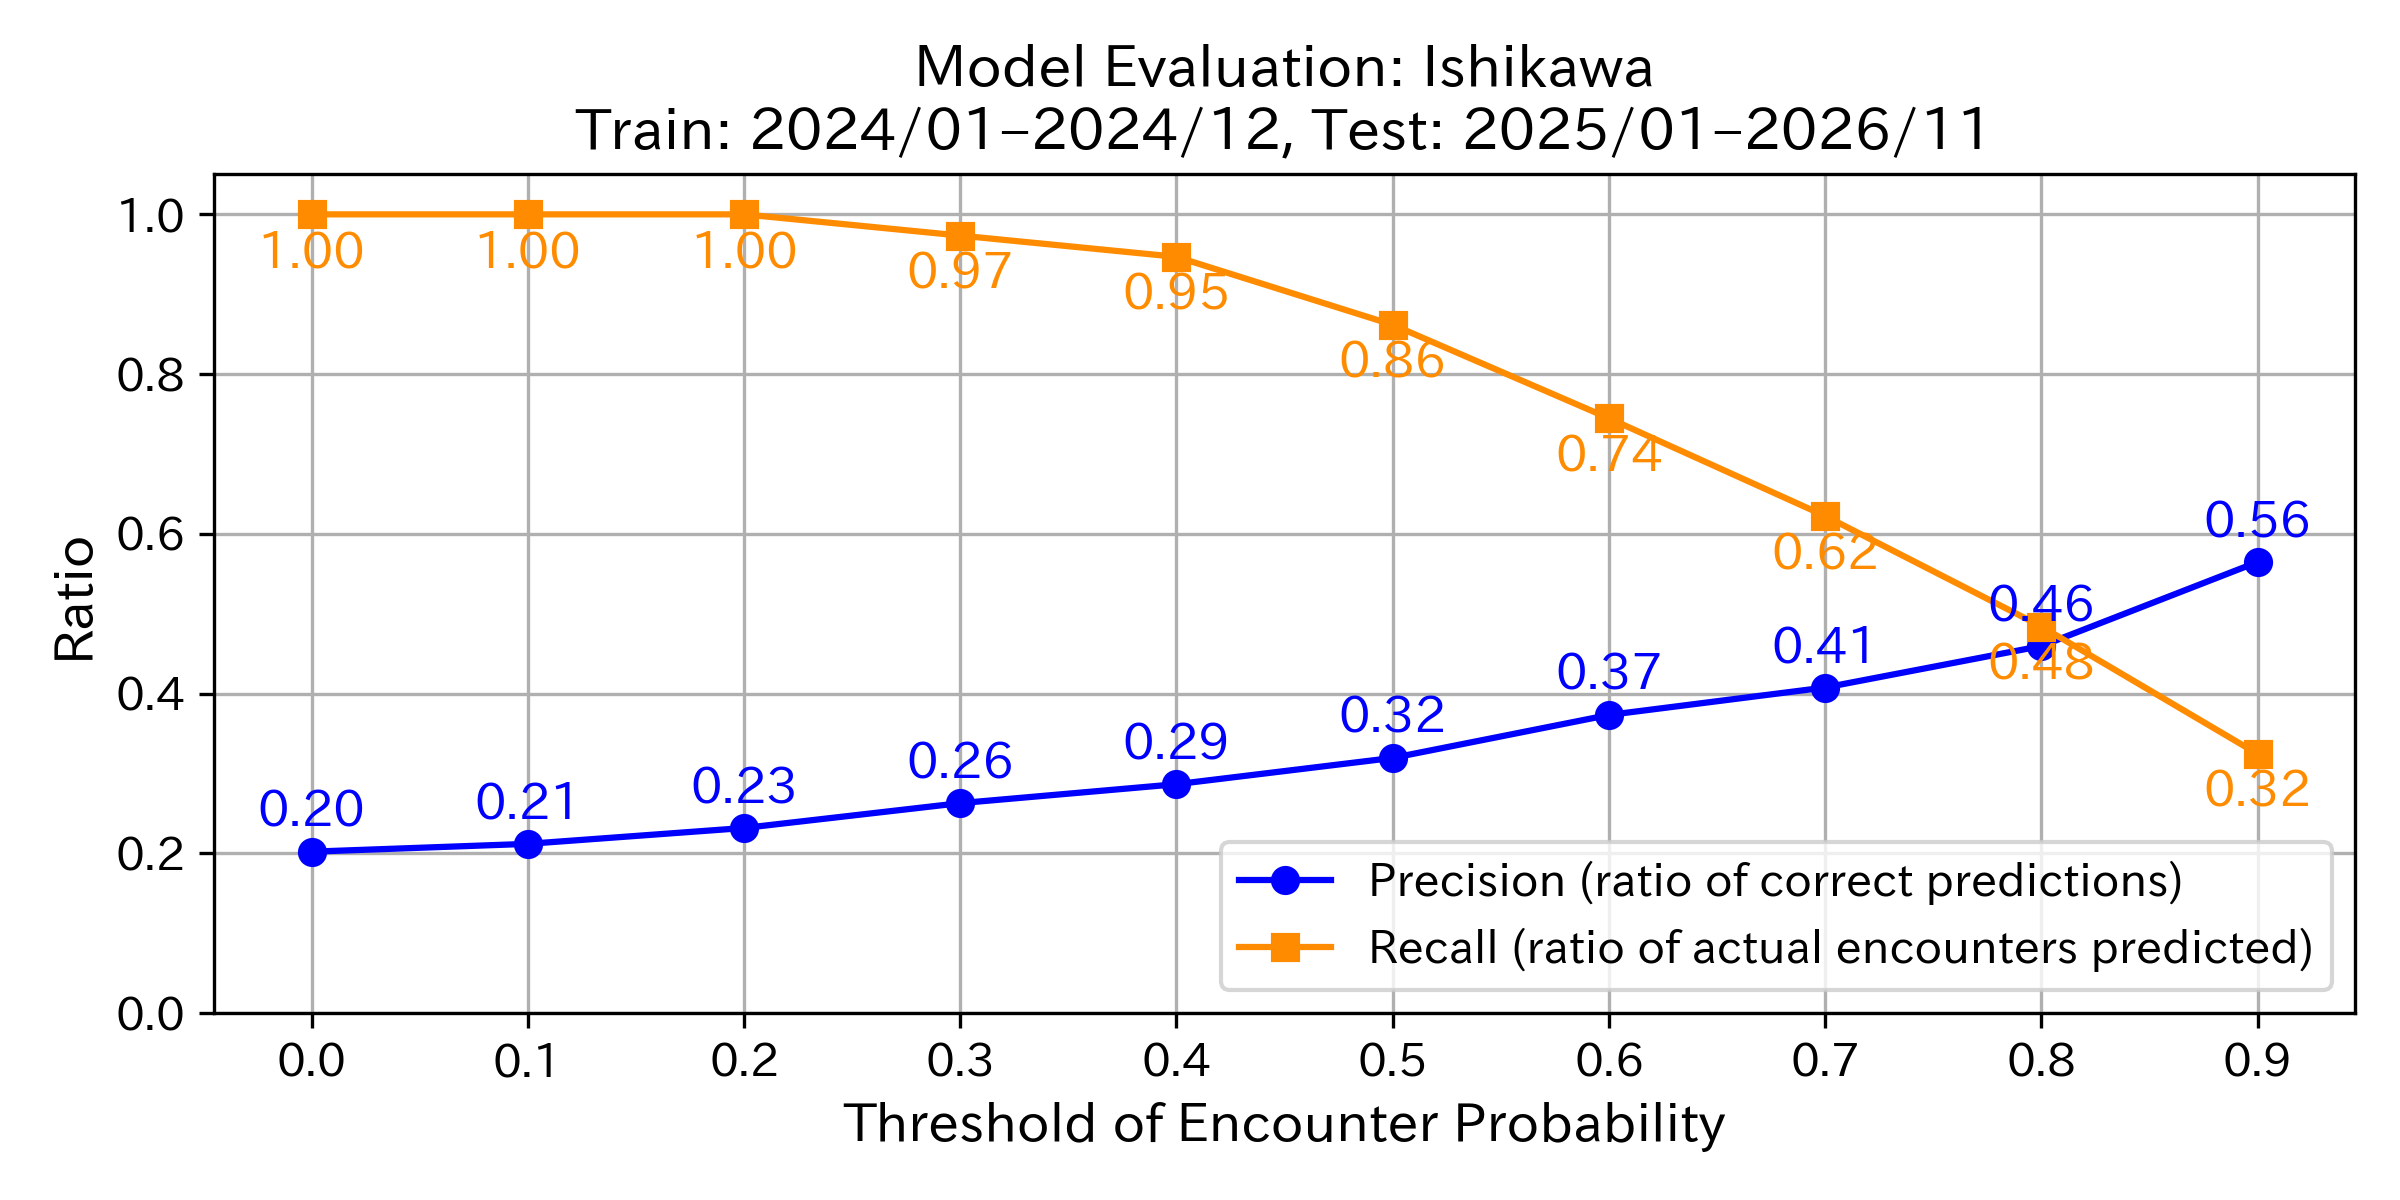 Model Evaluation: Ishikawa
Train: 2024/01–2024/12, Test: 2025/01–2026/11
Ratio
1.0
0.8
0.6
0.4
0.2
0.0
1.00 1.00 1.00 0.97 0.95 0.86 0.74 0.62 0.48 0.32
0.20 0.21 0.23 0.26 0.29 0.32 0.37 0.41 0.46 0.56
Precision (ratio of correct predictions)
Recall (ratio of actual encounters predicted)
0.0 0.1 0.2 0.3 0.4 0.5 0.6 0.7 0.8 0.9
Threshold of Encounter Probability